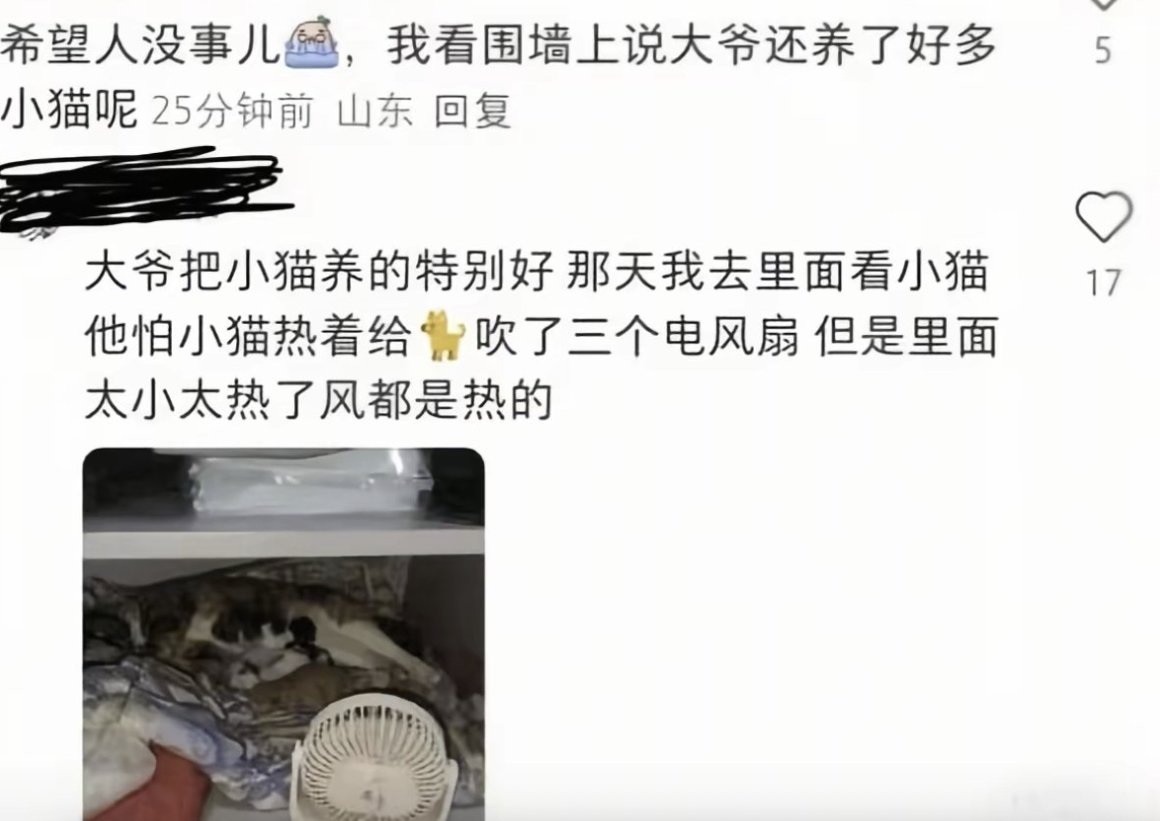 希望人没事儿，我看围墙上说大爷还养了好多
小猫呢 25分钟前 山东 回复
5
大爷把小猫养的特别好 那天我去里面看小猫
他怕小猫热着给🐈吹了三个电风扇 但是里面
太小太热了风都是热的
17